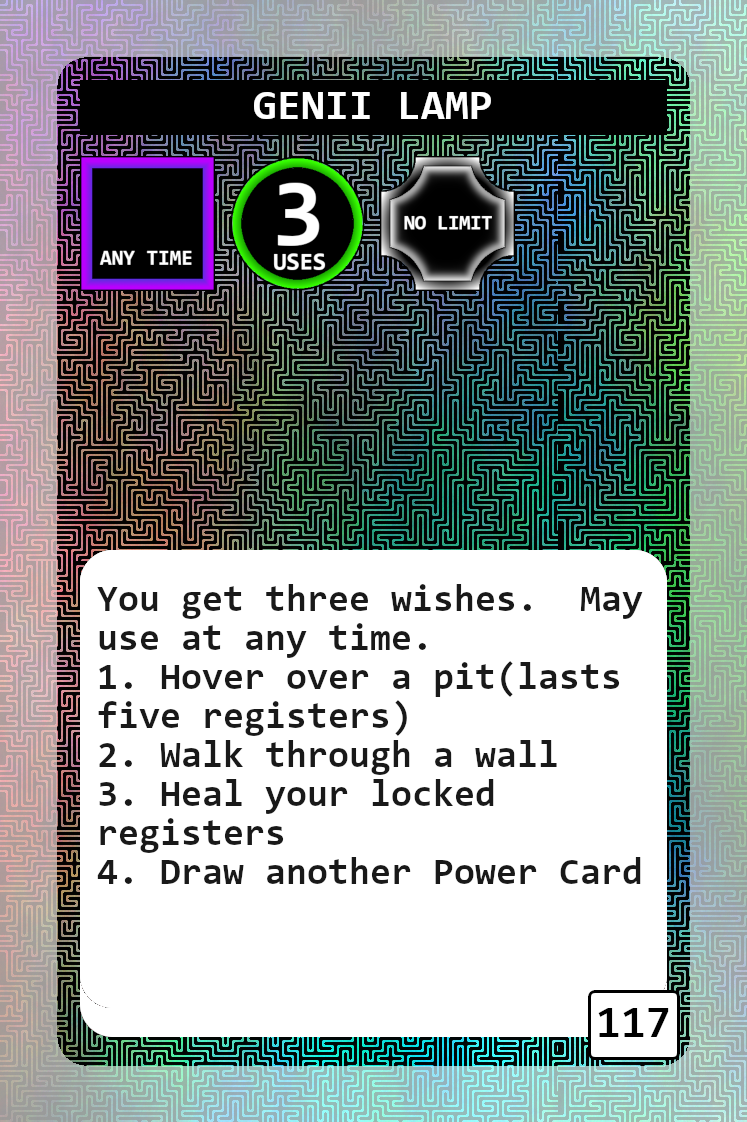 GENII LAMP
ANY TIME
3
USES
NO LIMIT
You get three wishes.  May
use at any time.
1. Hover over a pit(lasts
five registers)
2. Walk through a wall
3. Heal your locked
registers
4. Draw another Power Card
117